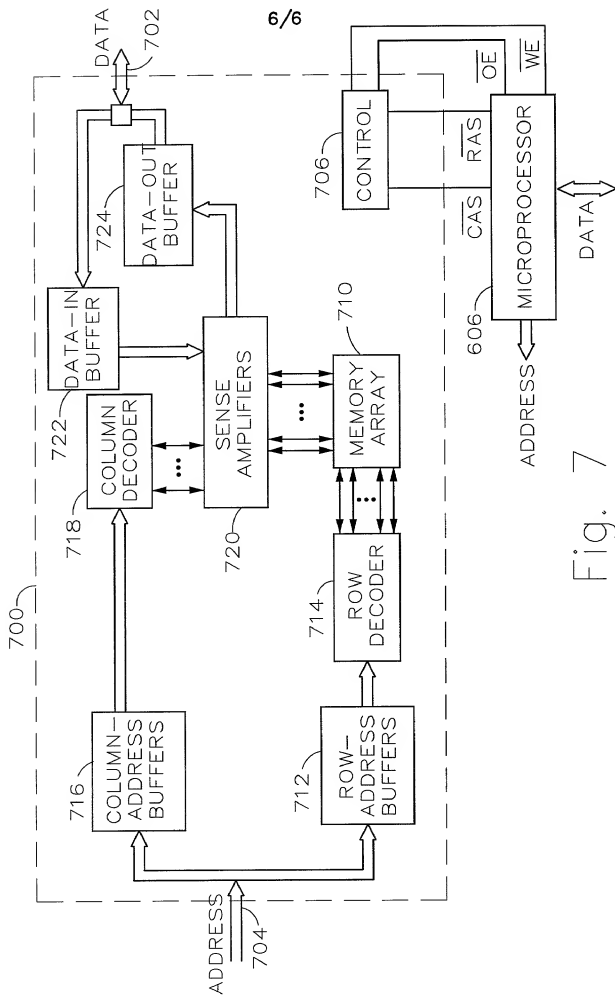 6/6
700
DATA
702
DATA-IN
BUFFER
722
724
DATA-OUT
BUFFER
718
COLUMN
DECODER
716
COLUMN-
ADDRESS
BUFFERS
SENSE
AMPLIFIERS
720
710
MEMORY
ARRAY
714
ROW
DECODER
712
ROW-
ADDRESS
BUFFERS
ADDRESS
704
706
CONTROL
OE
WE
RAS
CAS
606
MICROPROCESSOR
ADDRESS
DATA
Fig. 7